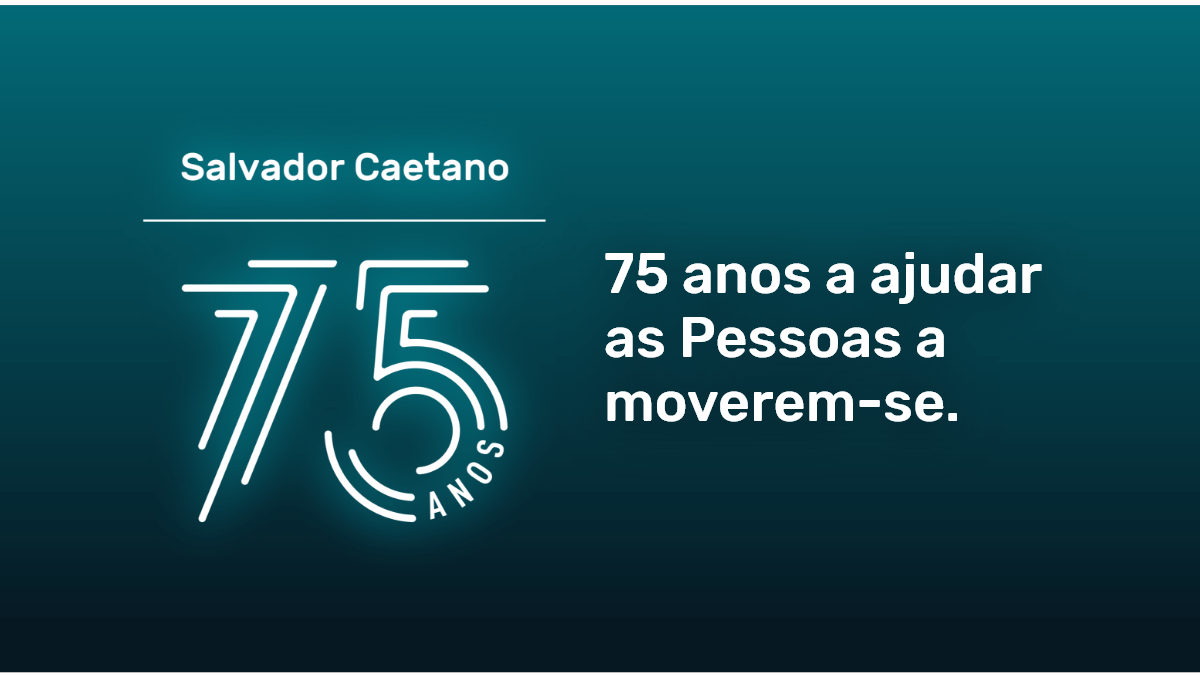 Salvador Caetano
75
ANOS
75 anos a ajudar
as Pessoas a
moverem-se.